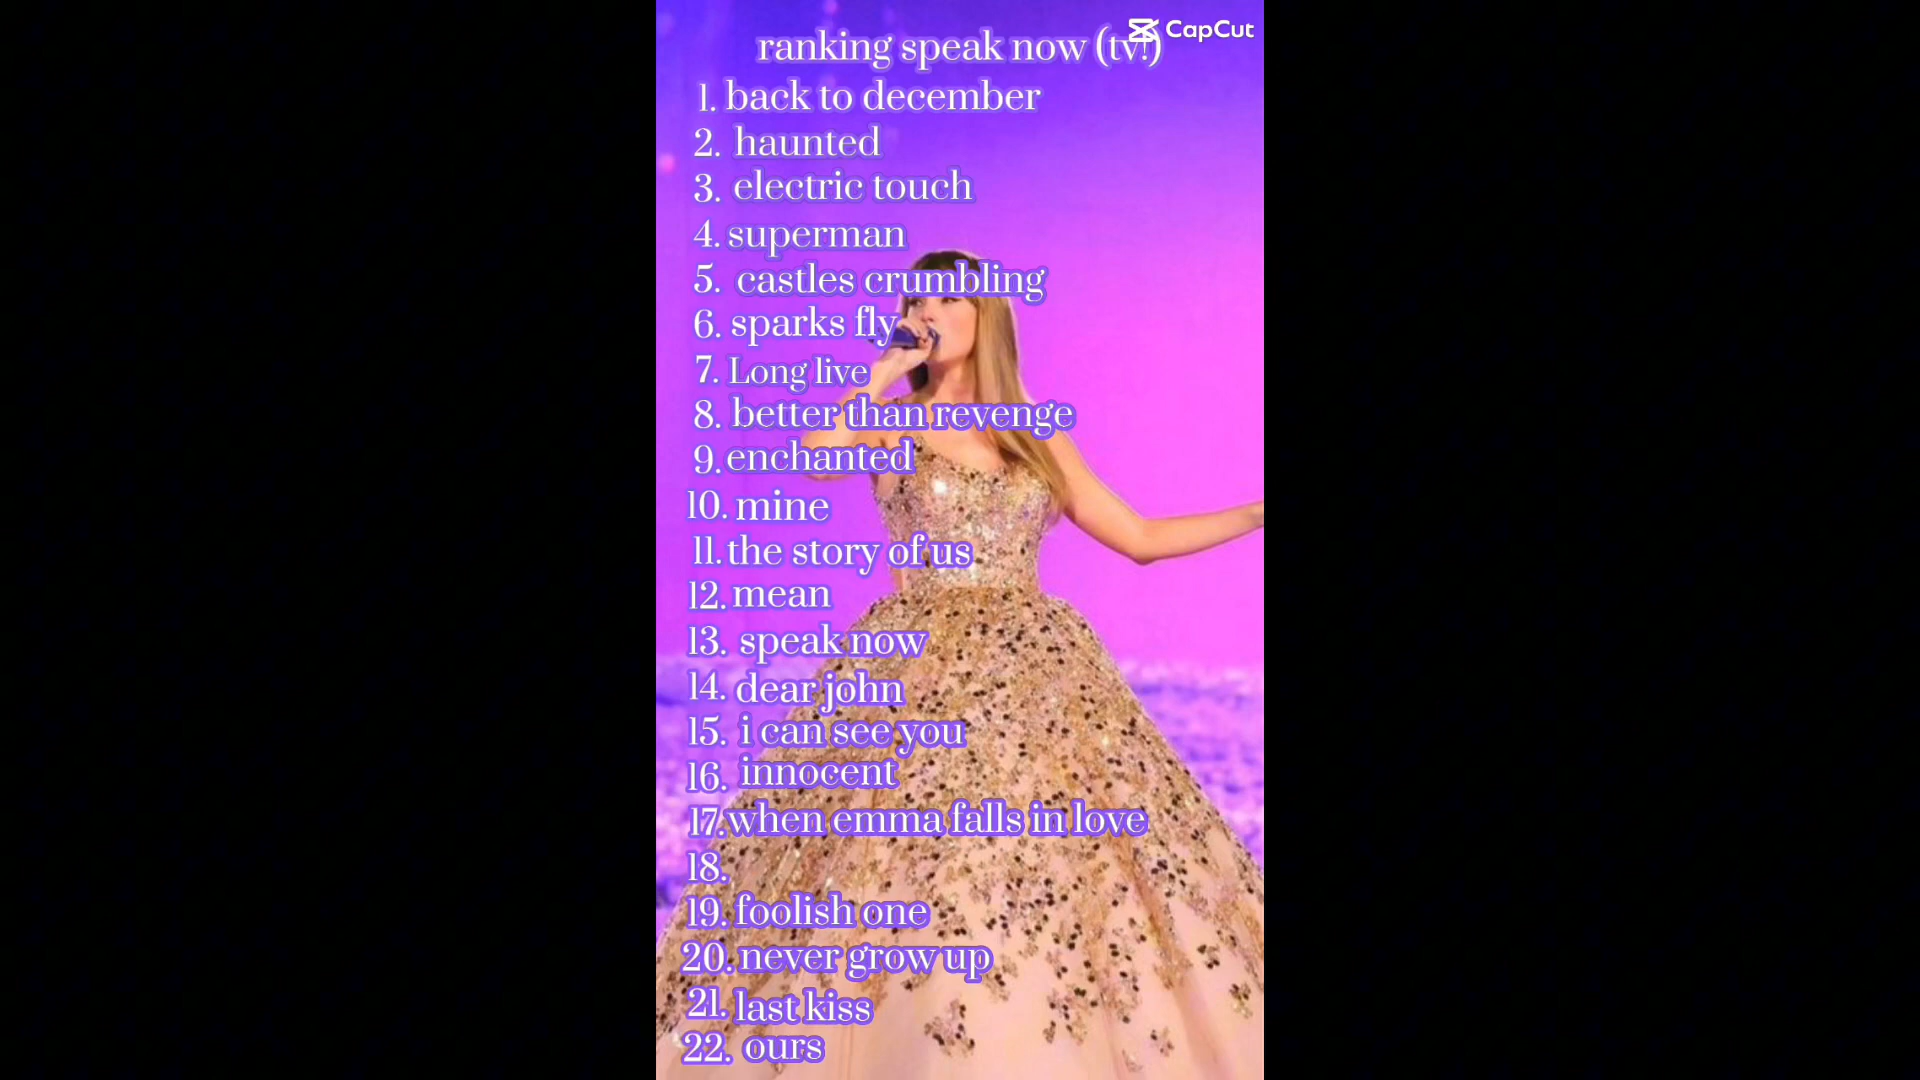 CapCut
ranking speak now (tv!)
1. back to december
2. haunted
3. electric touch
4. superman
5. castles crumbling
6. sparks fly
7. Long live
8. better than revenge
9. enchanted
10. mine
11. the story of us
12. mean
13. speak now
14. dear john
15. i can see you
16. innocent
17. when emma falls in love
18.
19. foolish one
20. never grow up
21. last kiss
22. ours